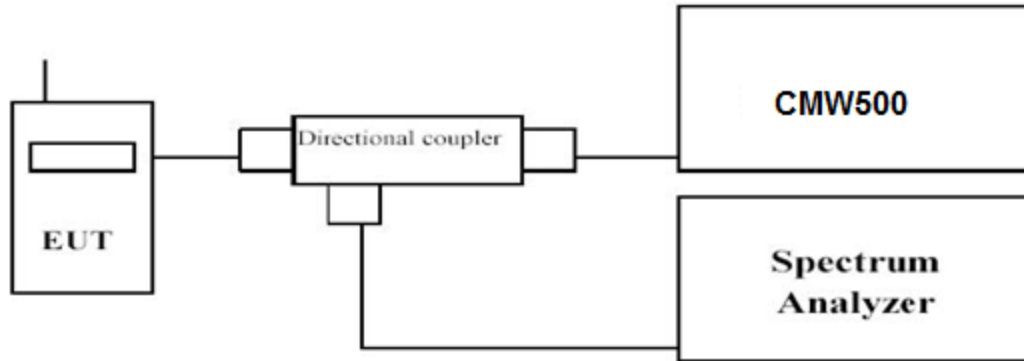 Directional coupler
CMW500
EUT
Spectrum
Analyzer